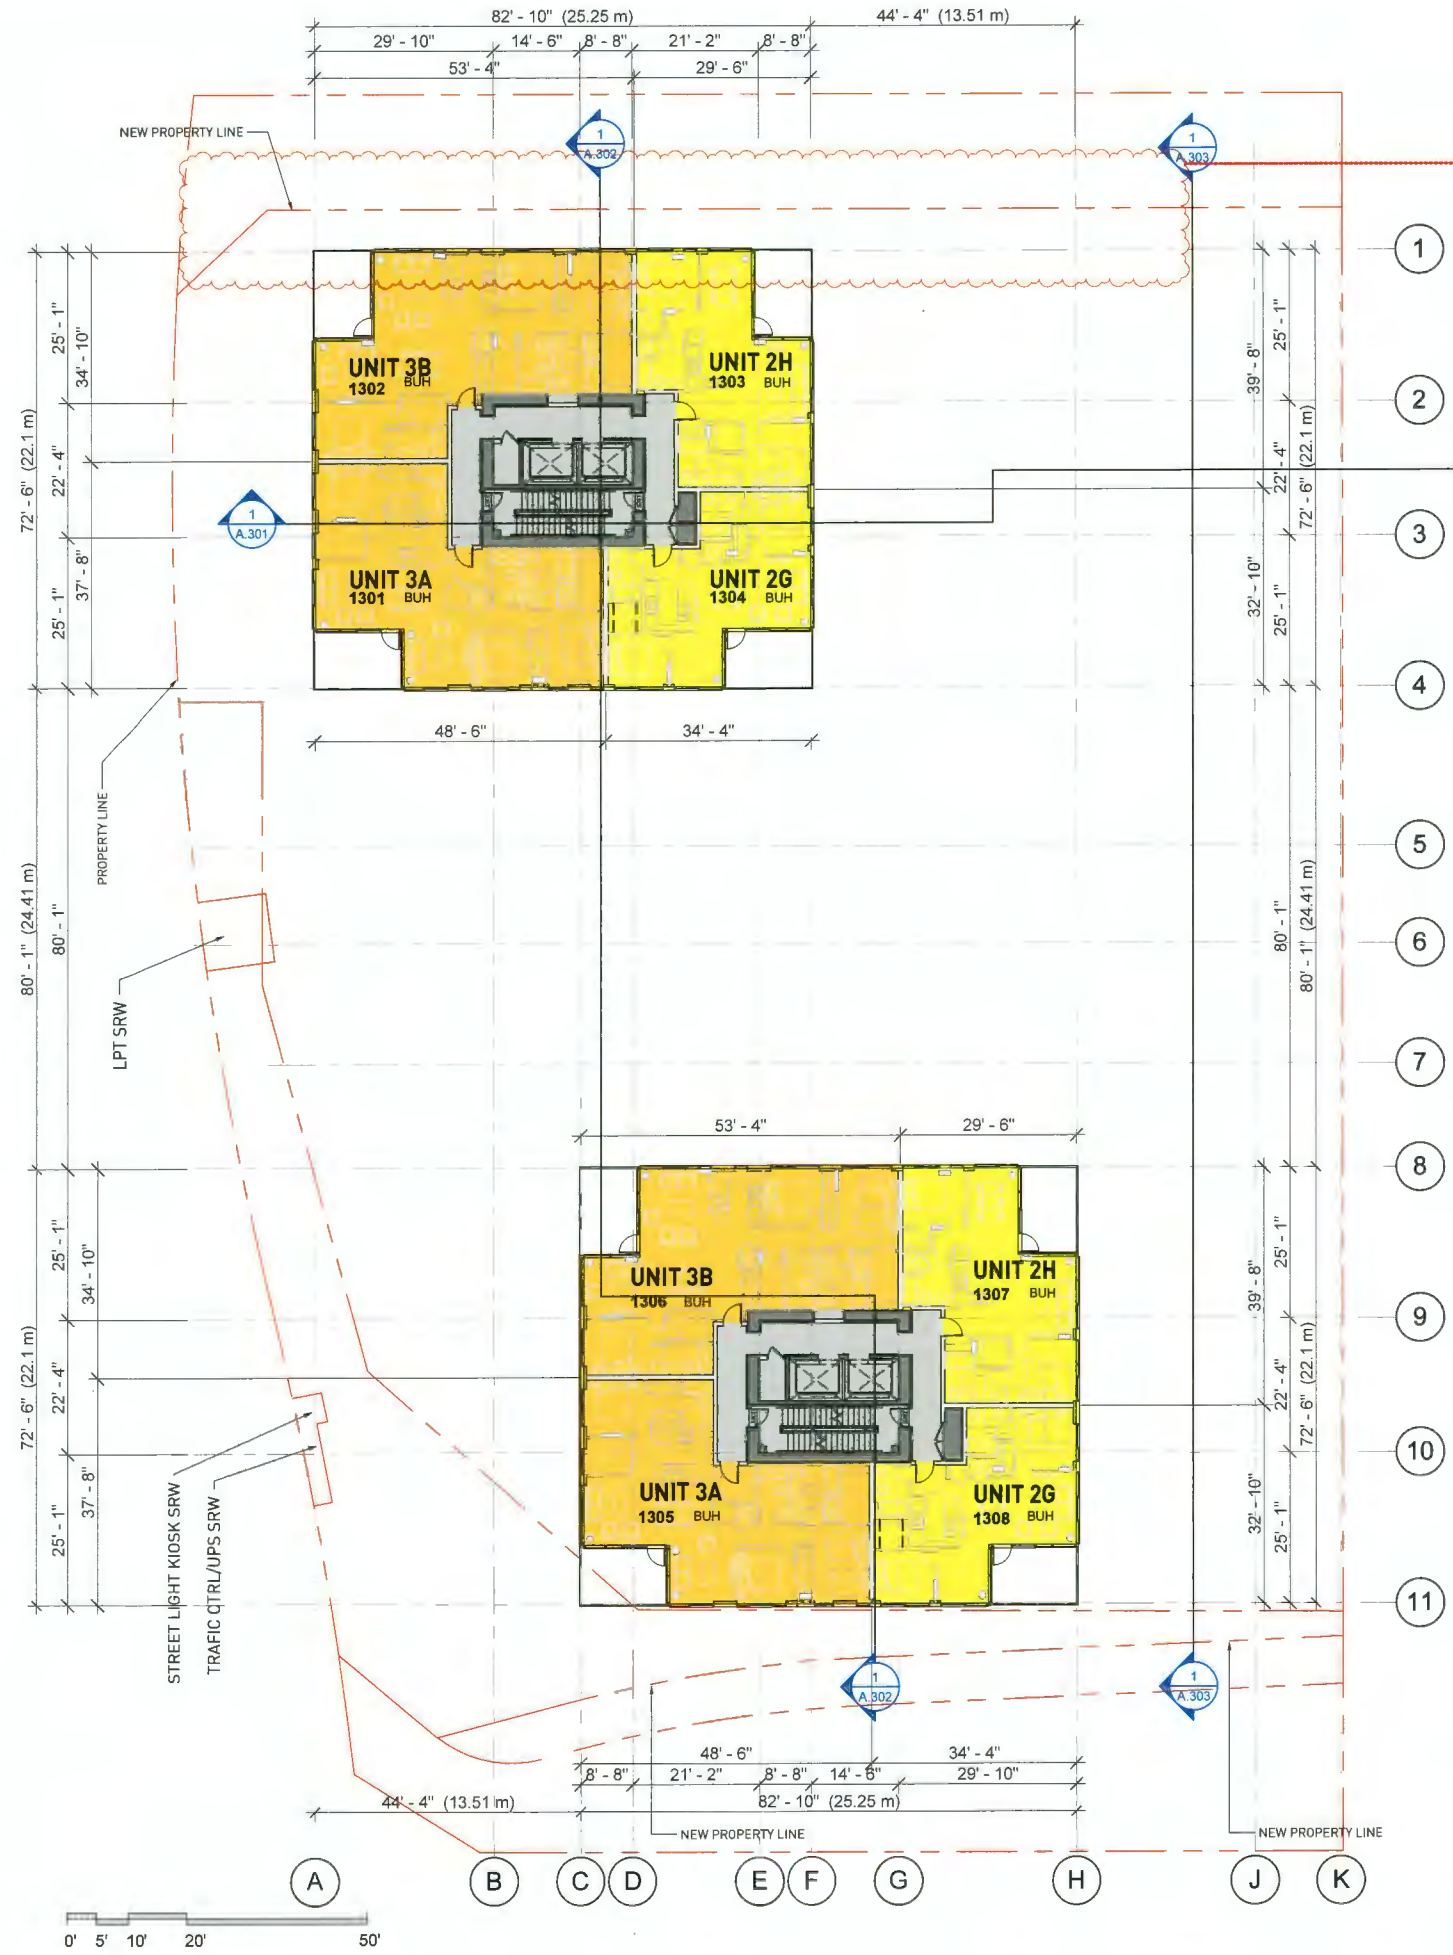 82' - 10" (25.25 m)
44' - 4" (13.51 m)
29' - 10"
14' - 6"
8' - 8"
21' - 2"
8' - 8"
53' - 4"
29' - 6"
NEW PROPERTY LINE
1
A.302
1
A.303
1
25' - 1"
34' - 10"
UNIT 3B
1302 BUH
UNIT 2H
1303 BUH
39' - 8"
25' - 1"
2
72' - 6" (22.1 m)
22' - 4"
22' - 4"
72' - 6" (22.1 m)
1
A.301
3
UNIT 3A
1301 BUH
UNIT 2G
1304 BUH
25' - 1"
37' - 8"
32' - 10"
25' - 1"
4
48' - 6"
34' - 4"
PROPERTY LINE
5
80' - 1" (24.41 m)
80' - 1"
80' - 1"
80' - 1" (24.41 m)
6
LPT SRW
7
53' - 4"
29' - 6"
8
25' - 1"
34' - 10"
UNIT 3B
1306 BUH
UNIT 2H
1307 BUH
39' - 8"
25' - 1"
9
72' - 6" (22.1 m)
22' - 4"
22' - 4"
72' - 6" (22.1 m)
10
UNIT 3A
1305 BUH
UNIT 2G
1308 BUH
25' - 1"
37' - 8"
32' - 10"
25' - 1"
STREET LIGHT KIOSK SRW
TRAFIC CTRL/UPS SRW
11
1
A.302
1
A.303
48' - 6"
34' - 4"
8' - 8"
21' - 2"
8' - 8"
14' - 6"
29' - 10"
44' - 4" (13.51 m)
82' - 10" (25.25 m)
NEW PROPERTY LINE
NEW PROPERTY LINE
A
B
C
D
E
F
G
H
J
K
0' 5' 10' 20' 50'